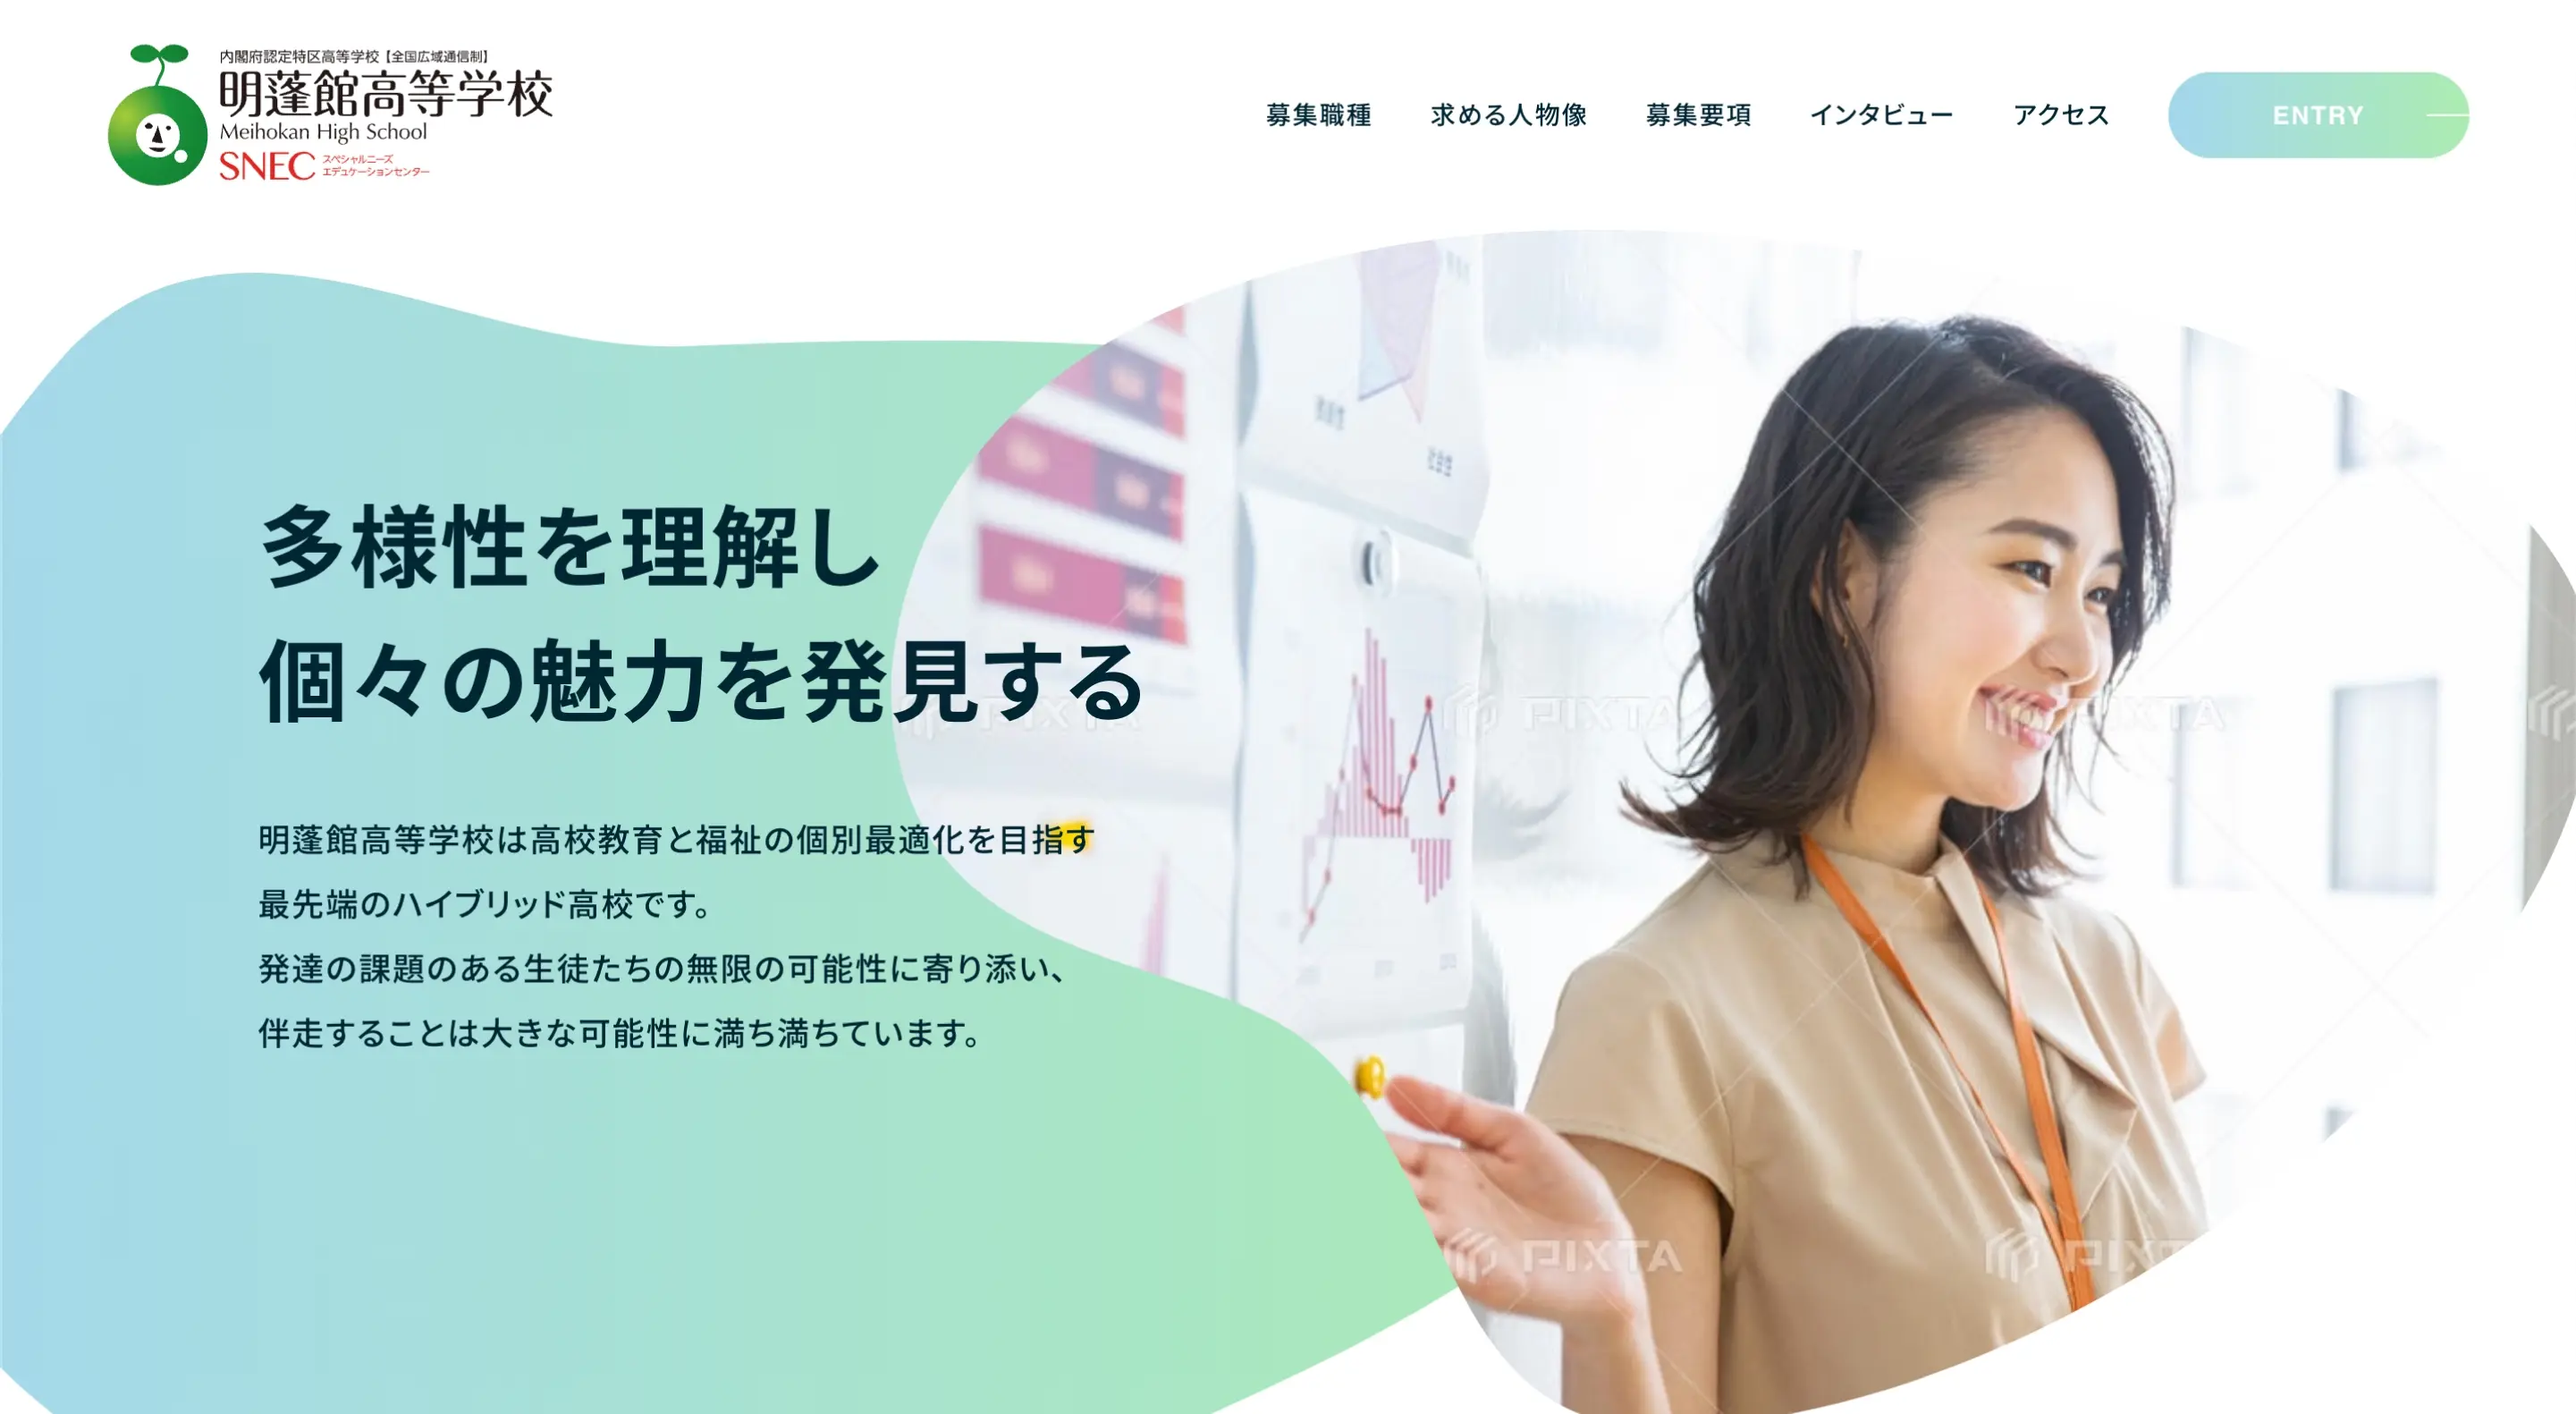 内閣府認定特区高等学校【全国広域通信制】
明蓬館高等学校
Meihokan High School
SNEC スペシャルニーズ
エデュケーションセンター
募集職種 求める人物像 募集要項 インタビュー アクセス ENTRY
多様性を理解し
個々の魅力を発見する
明蓬館高等学校は高校教育と福祉の個別最適化を目指す
最先端のハイブリッド高校です。
発達の課題のある生徒たちの無限の可能性に寄り添い、
伴走することは大きな可能性に満ち満ちています。
社会性
PIXTA PIXTA PIXTA
PIXTA PIXTA